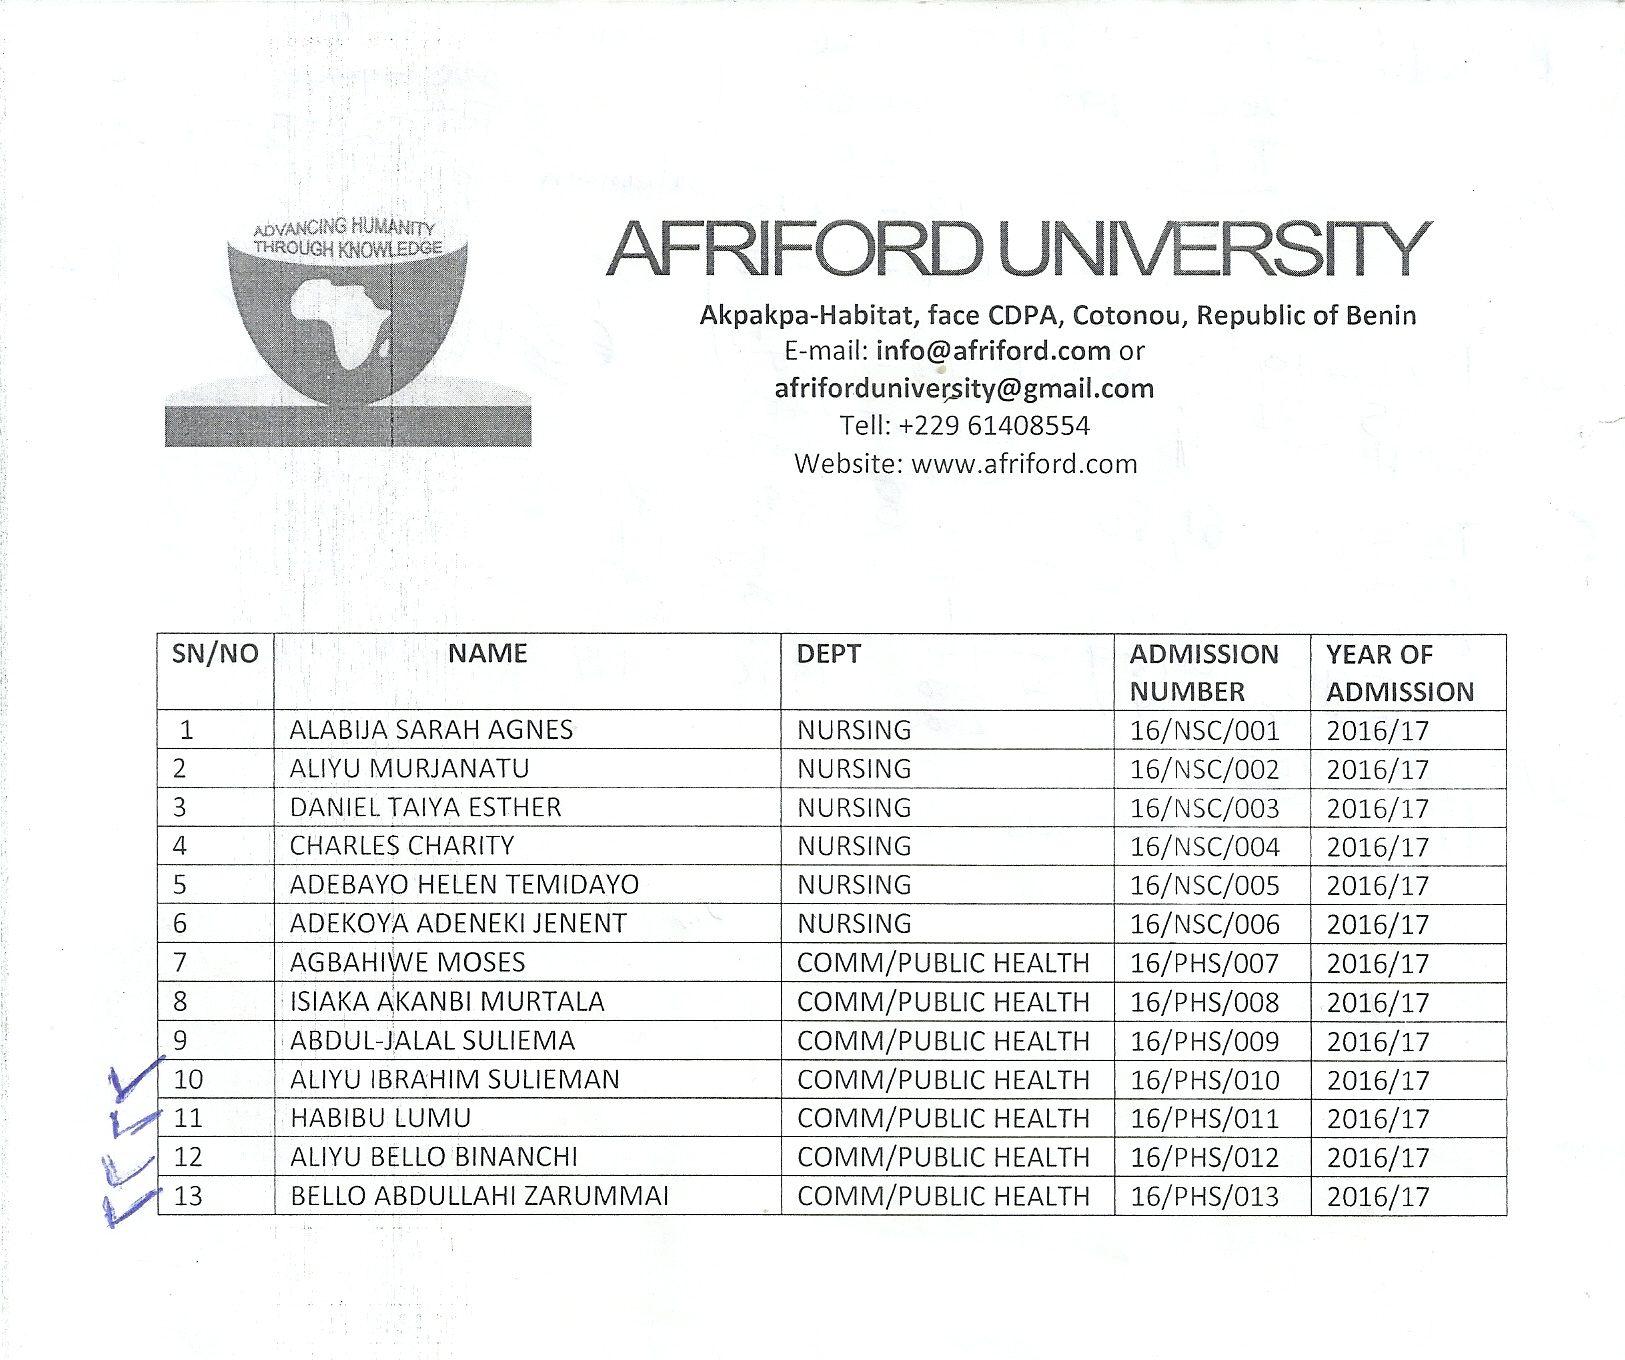 ADVANCING HUMANITY
THROUGH KNOWLEDGE
AFRIFORD UNIVERSITY
Akpakpa-Habitat, face CDPA, Cotonou, Republic of Benin
E-mail: info@afriford.com or
afriforduniversity@gmail.com
Tell: +229 61408554
Website: www.afriford.com
SN/NO NAME DEPT ADMISSION NUMBER YEAR OF ADMISSION
1 ALABIJA SARAH AGNES NURSING 16/NSC/001 2016/17
2 ALIYU MURJANATU NURSING 16/NSC/002 2016/17
3 DANIEL TAIYA ESTHER NURSING 16/NSC/003 2016/17
4 CHARLES CHARITY NURSING 16/NSC/004 2016/17
5 ADEBAYO HELEN TEMIDAYO NURSING 16/NSC/005 2016/17
6 ADEKOYA ADENEKI JENENT NURSING 16/NSC/006 2016/17
7 AGBAHIWE MOSES COMM/PUBLIC HEALTH 16/PHS/007 2016/17
8 ISIAKA AKANBI MURTALA COMM/PUBLIC HEALTH 16/PHS/008 2016/17
9 ABDUL-JALAL SULIEMA COMM/PUBLIC HEALTH 16/PHS/009 2016/17
10 ALIYU IBRAHIM SULIEMAN COMM/PUBLIC HEALTH 16/PHS/010 2016/17
11 HABIBU LUMU COMM/PUBLIC HEALTH 16/PHS/011 2016/17
12 ALIYU BELLO BINANCHI COMM/PUBLIC HEALTH 16/PHS/012 2016/17
13 BELLO ABDULLAHI ZARUMMAI COMM/PUBLIC HEALTH 16/PHS/013 2016/17